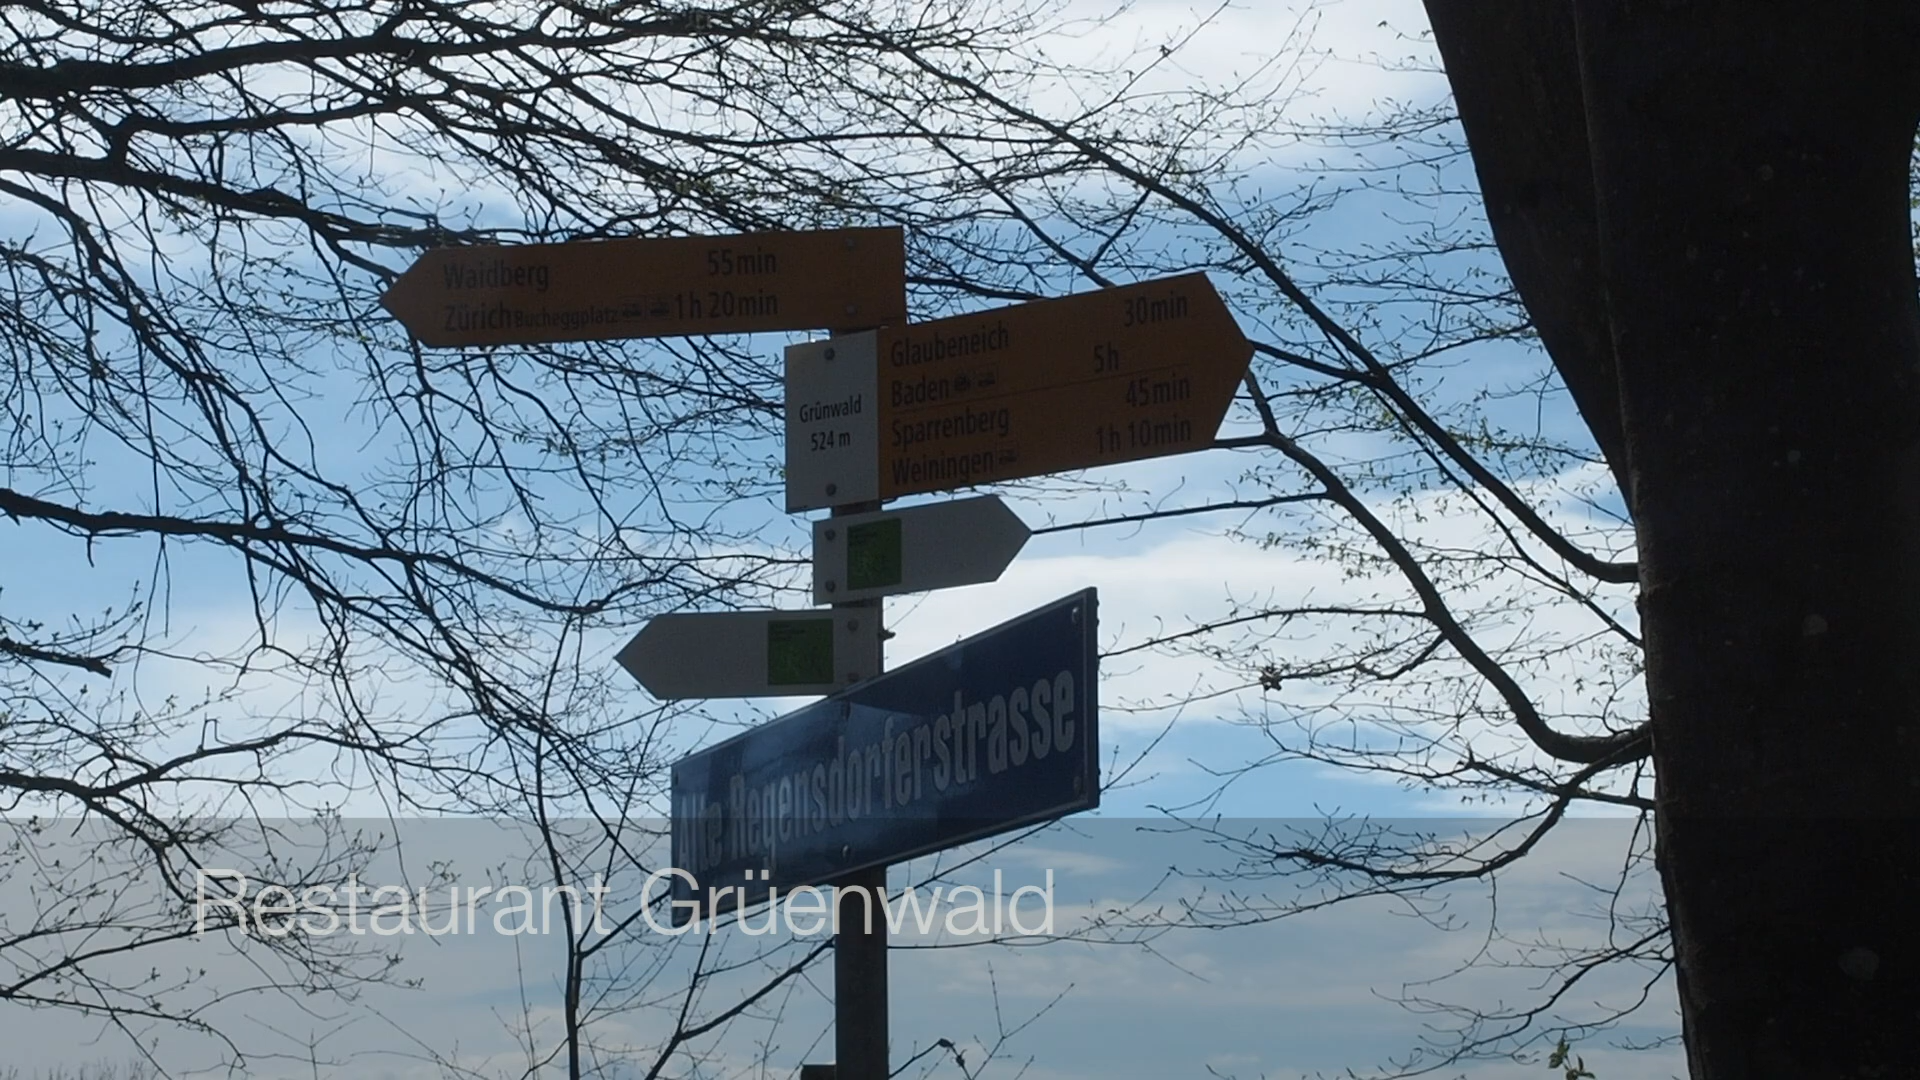 Waidberg 55min
Zürich Bucheggplatz 1h 20min
Grünwald
524 m
Glaubeneich 30min
Baden 5h
Sparrenberg 45min
Weiningen 1h 10min
Alte Regensdorferstrasse
Restaurant Grüenwald